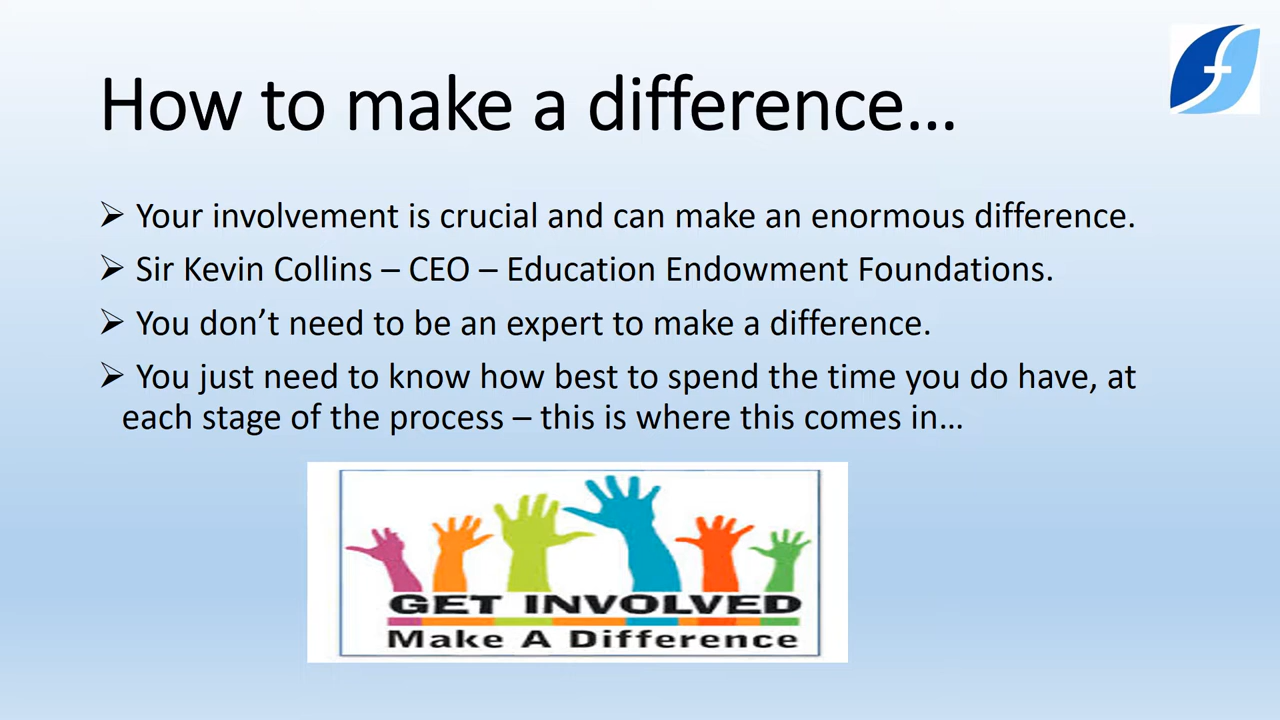 How to make a difference…
➢ Your involvement is crucial and can make an enormous difference.
➢ Sir Kevin Collins – CEO – Education Endowment Foundations.
➢ You don’t need to be an expert to make a difference.
➢ You just need to know how best to spend the time you do have, at
each stage of the process – this is where this comes in…
GET INVOLVED
Make A Difference